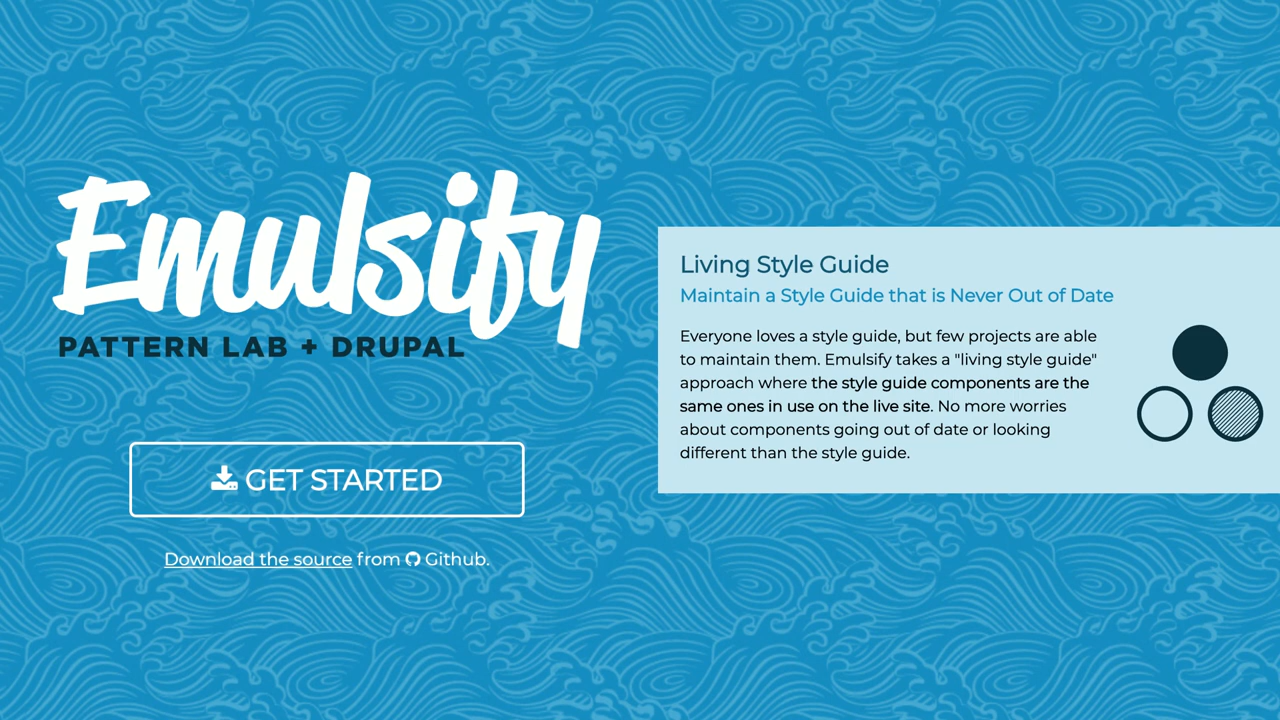 Emulsify
PATTERN LAB + DRUPAL
GET STARTED
Download the source from Github.
Living Style Guide
Maintain a Style Guide that is Never Out of Date
Everyone loves a style guide, but few projects are able
to maintain them. Emulsify takes a "living style guide"
approach where the style guide components are the
same ones in use on the live site. No more worries
about components going out of date or looking
different than the style guide.